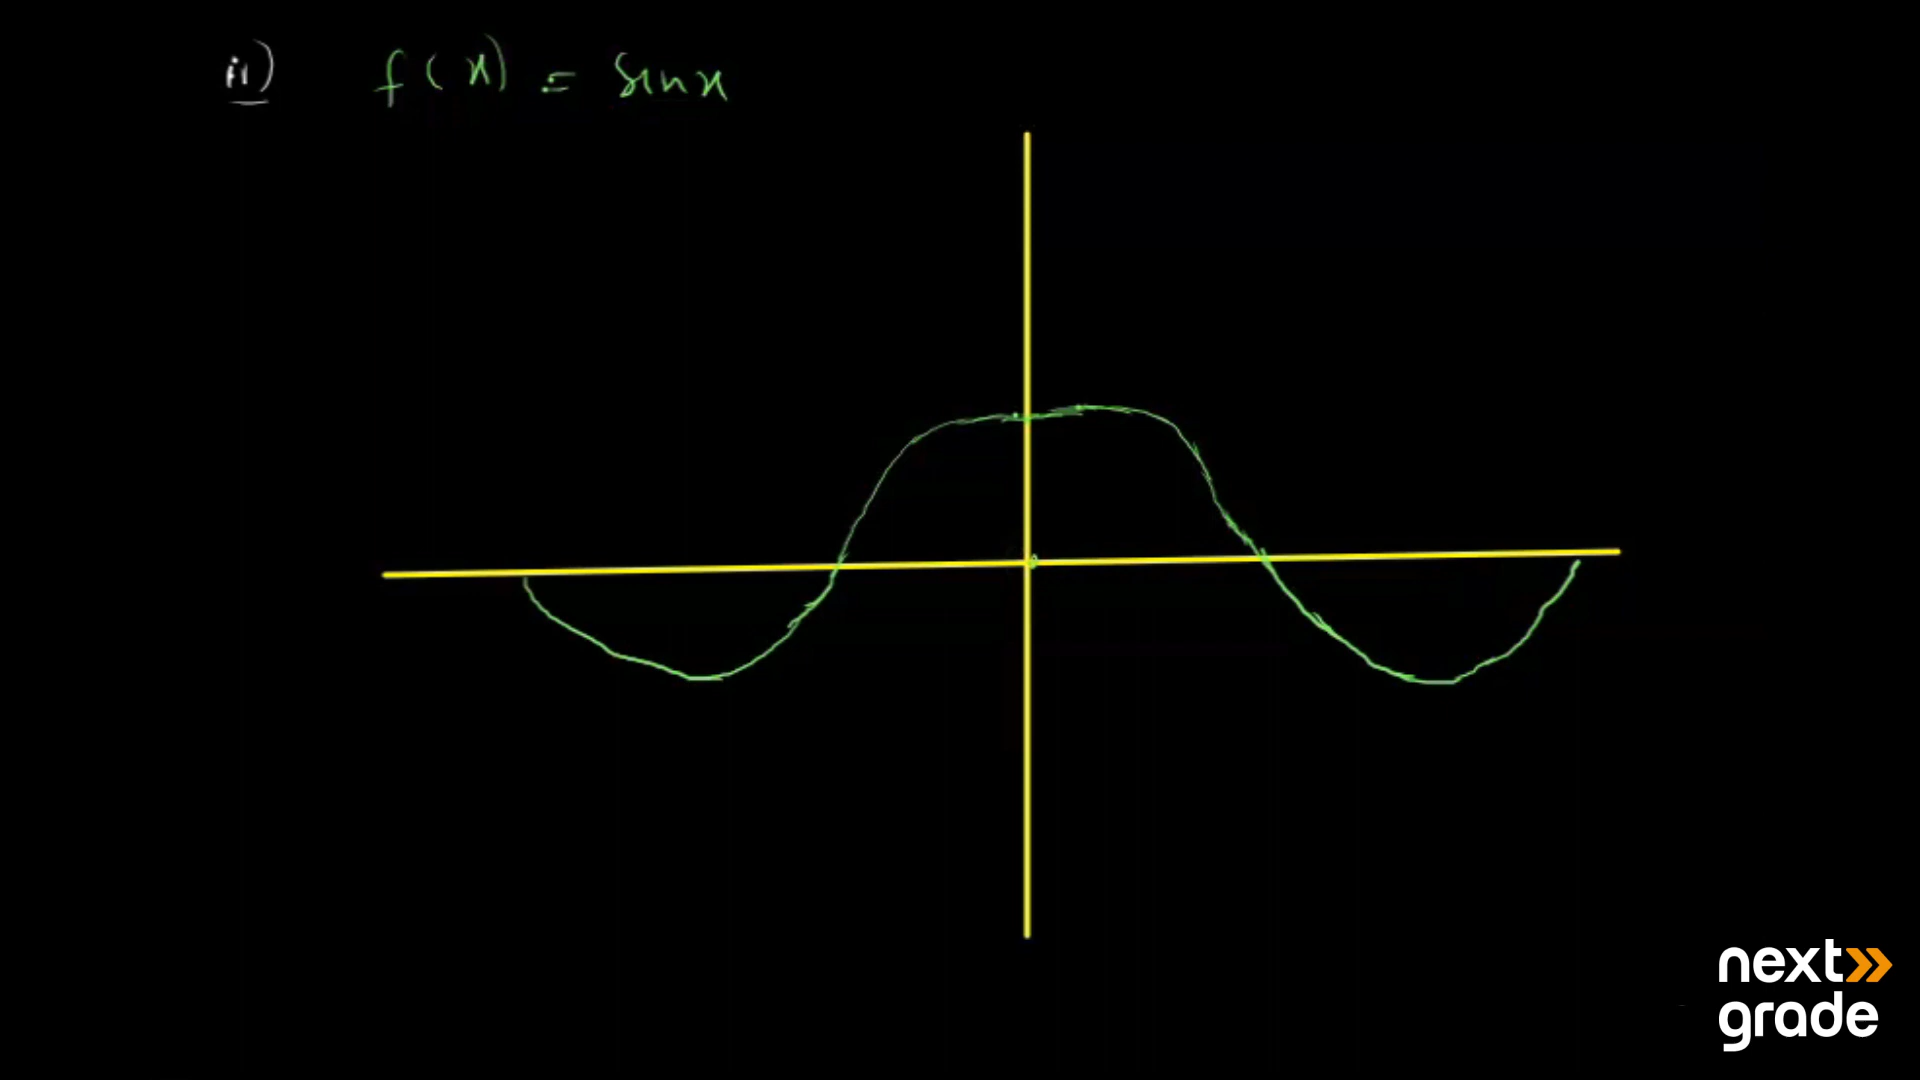 ii) f(x) = sinx
next
grade